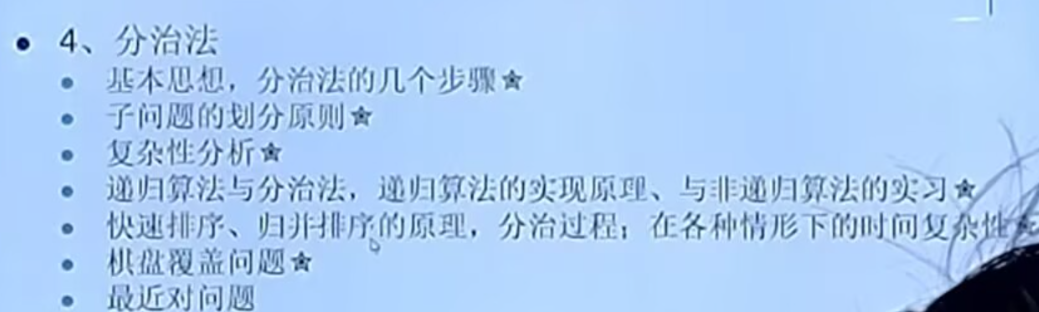 • 4、分治法
• 基本思想，分治法的几个步骤★
• 子问题的划分原则★
• 复杂性分析★
• 递归算法与分治法，递归算法的实现原理、与非递归算法的实习★
• 快速排序、归并排序的原理，分治过程；在各种情形下的时间复杂性★
• 棋盘覆盖问题★
• 最近对问题